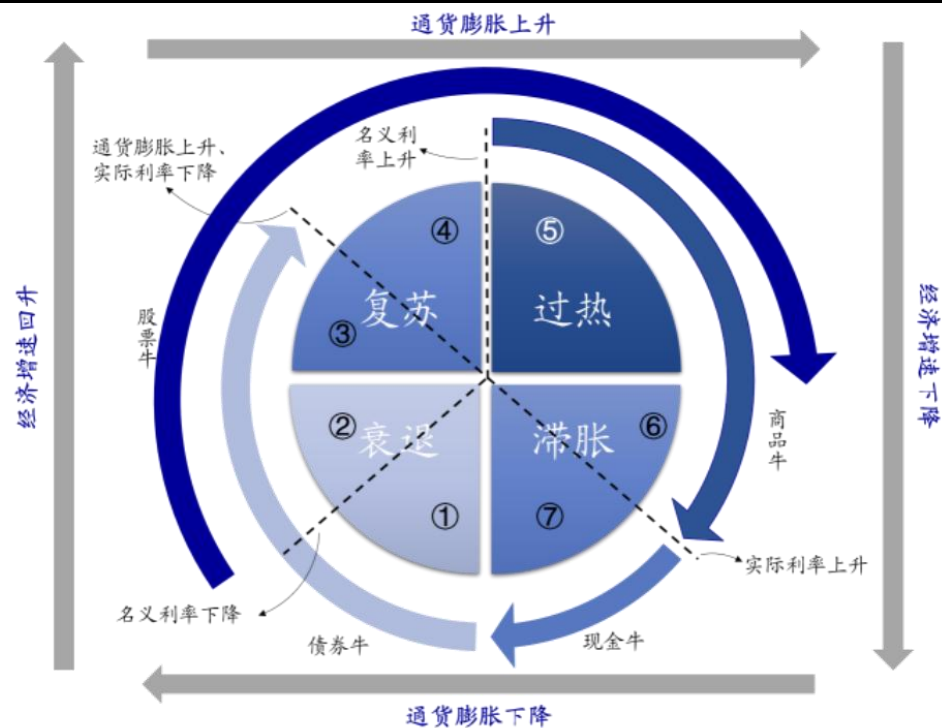 通货膨胀上升
名义利
率上升
通货膨胀上升、
实际利率下降
④
⑤
经济增速回升
股票牛
复苏
过热
经济增速下降
③
②
衰退
滞胀
⑥
商品牛
①
⑦
实际利率上升
名义利率下降
债券牛
现金牛
通货膨胀下降